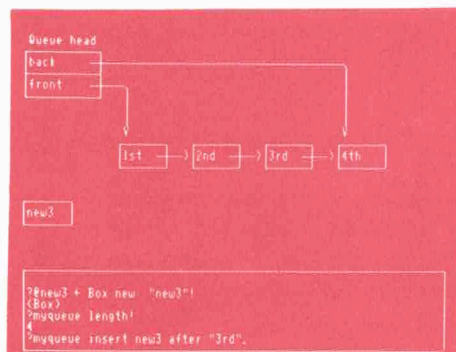 Queue head
back
front
1st
2nd
3rd
4th
new3
?@new3 ← Box new "new3"!
(Box)
?myqueue length!
4
?myqueue insert new3 after "3rd".